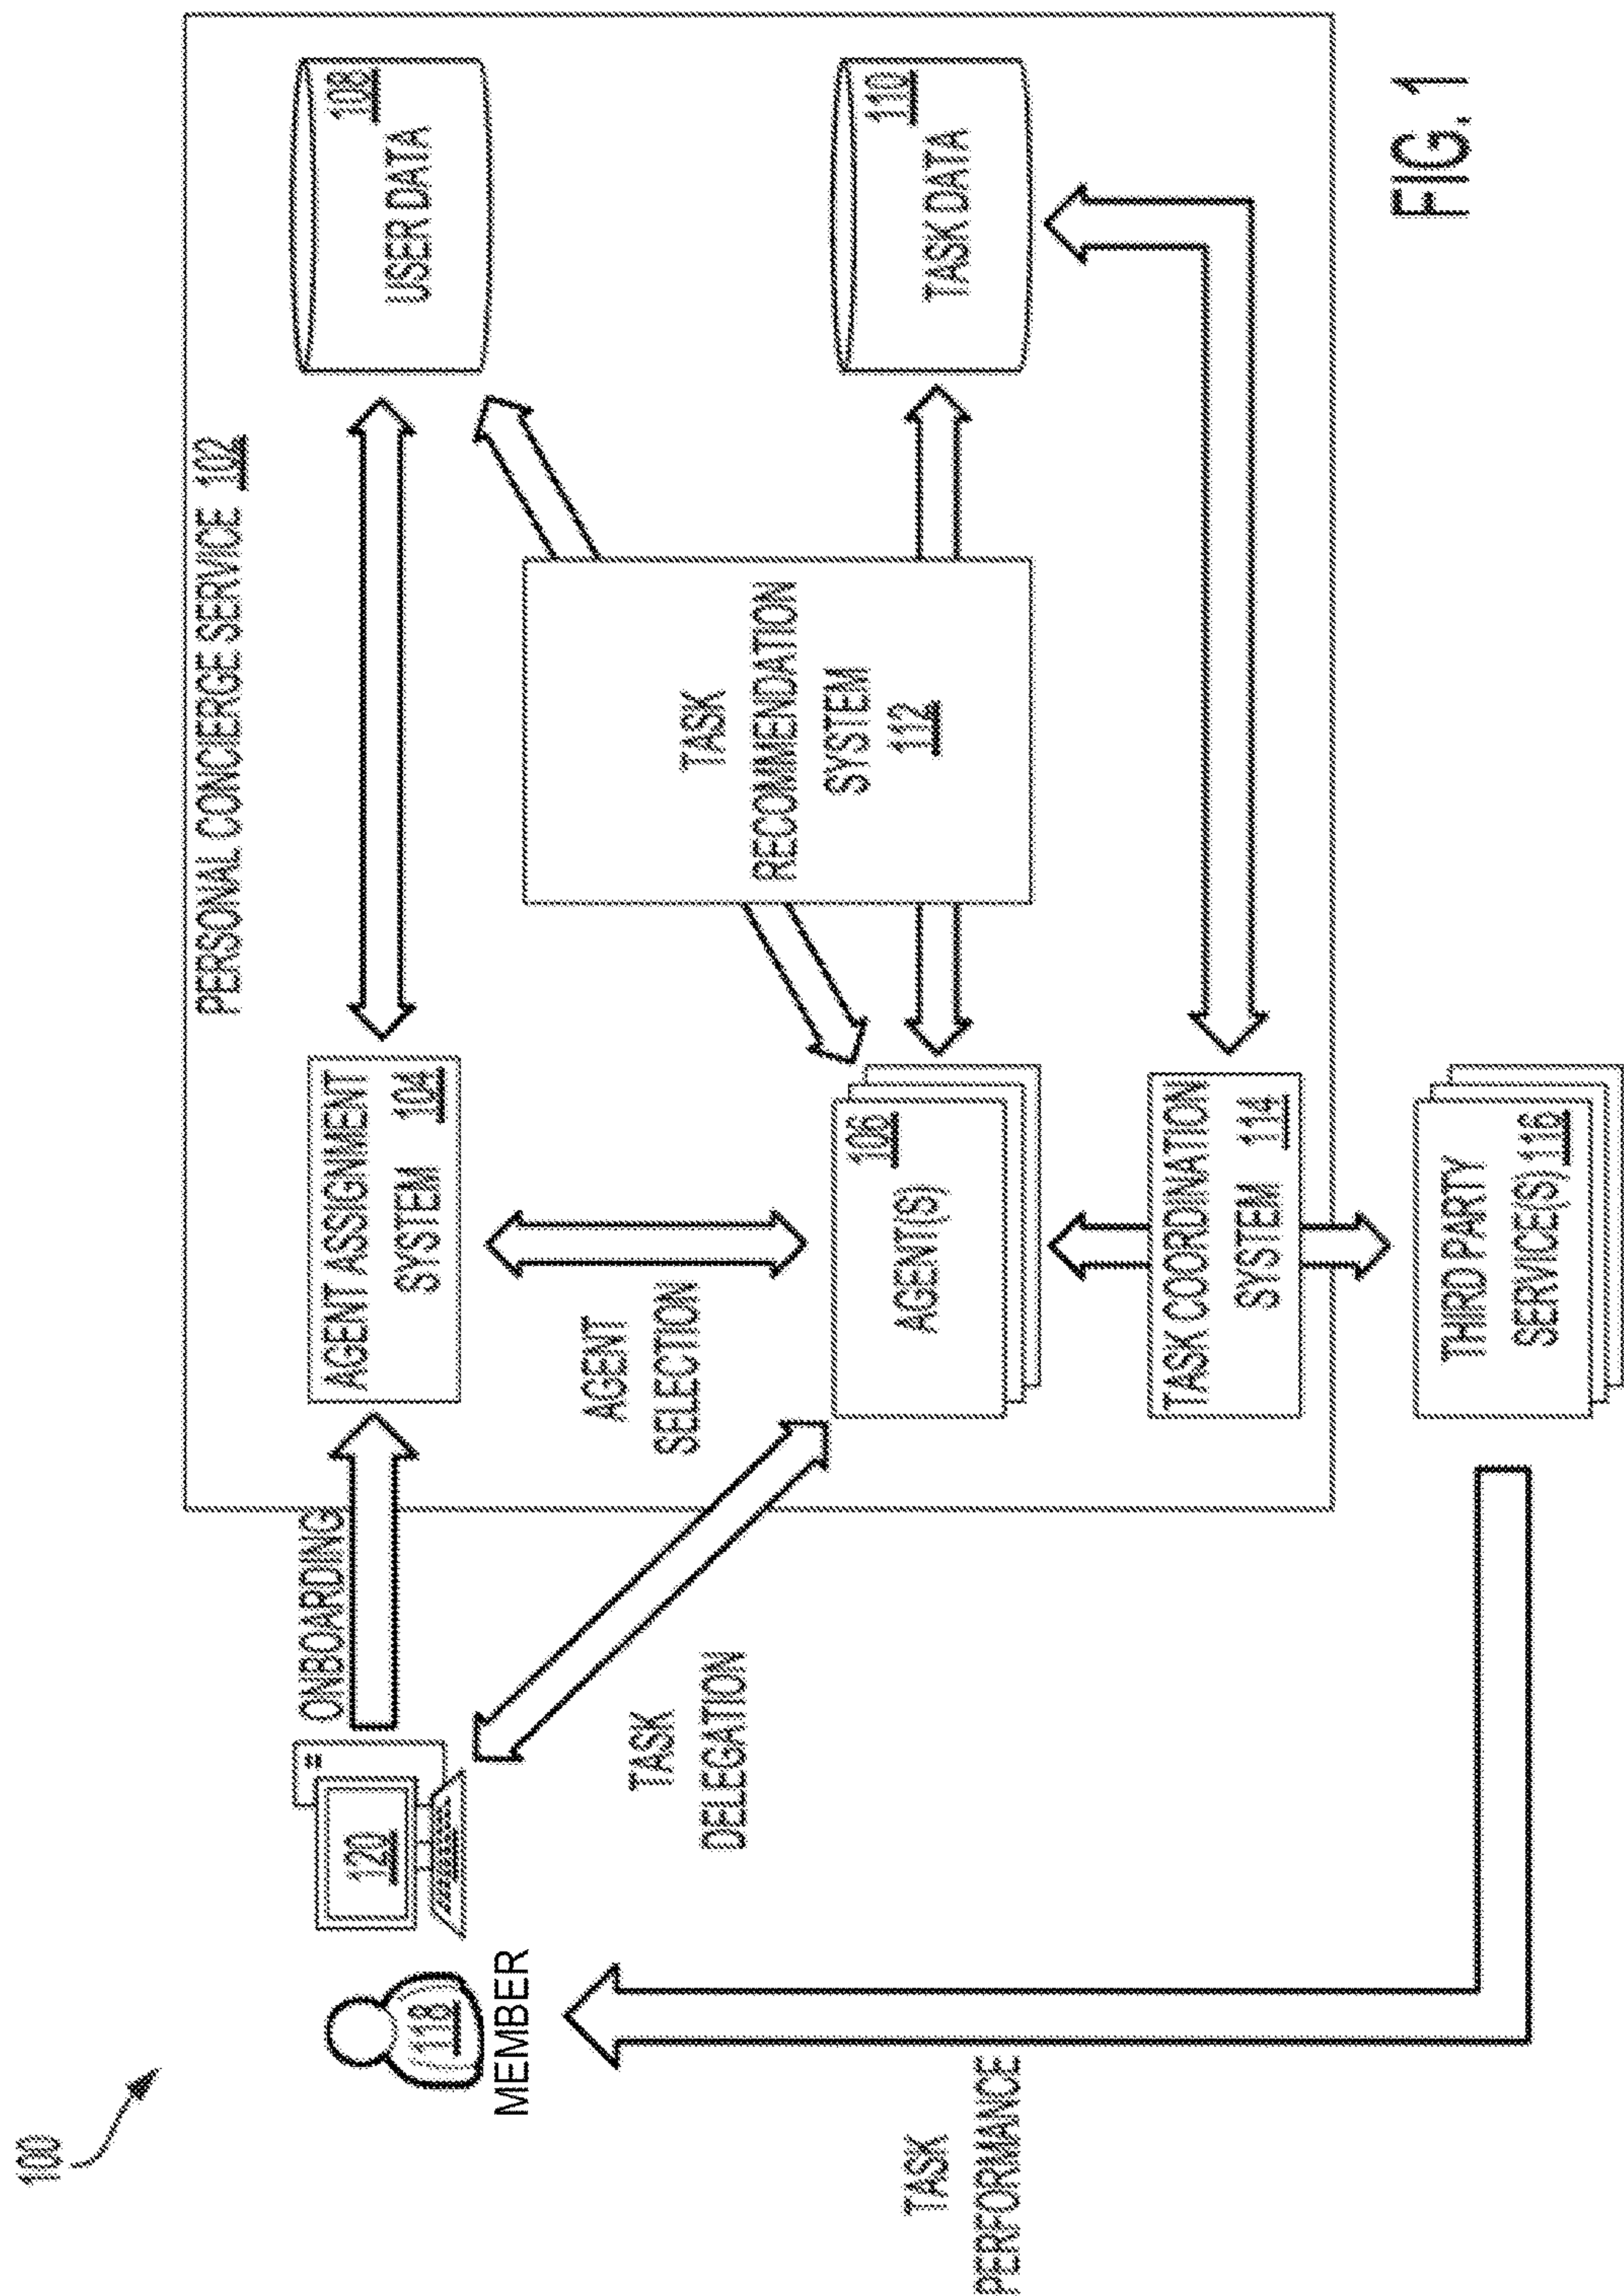 100
PERSONAL CONCIERGE SERVICE 102
ONBOARDING
AGENT ASSIGNMENT
SYSTEM 104
108
USER DATA
120
118
MEMBER
AGENT
SELECTION
TASK
RECOMMENDATION
SYSTEM
112
TASK
DELEGATION
106
AGENT(S)
110
TASK DATA
TASK
PERFORMANCE
TASK COORDINATION
SYSTEM 114
THIRD PARTY
SERVICE(S) 116
FIG. 1